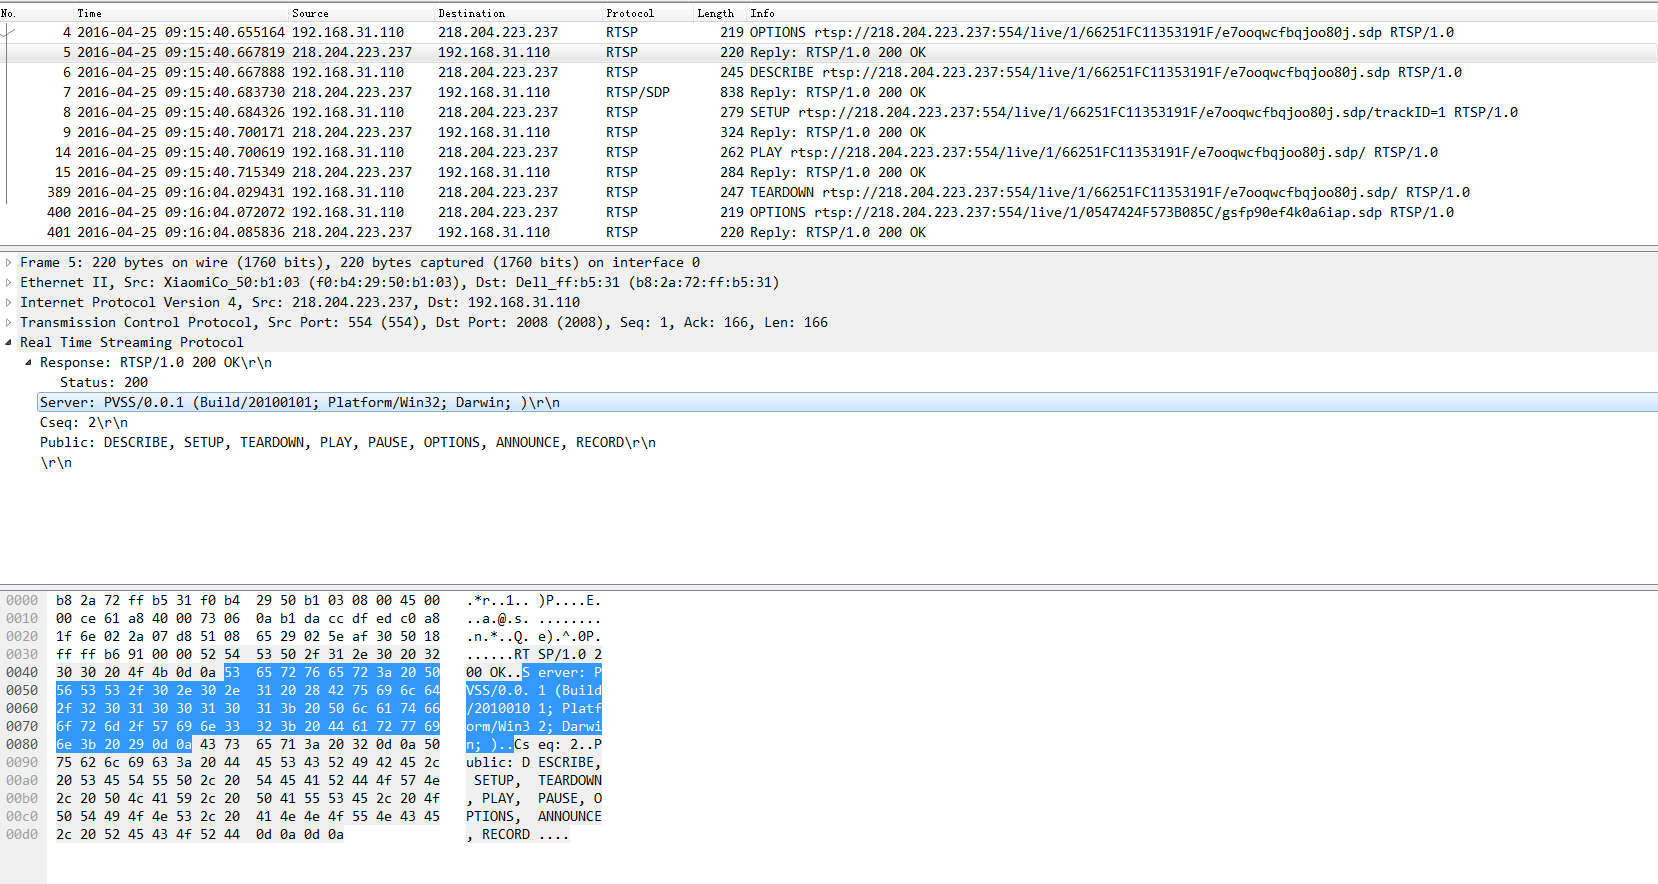 No. Time Source Destination Protocol Length Info
4 2016-04-25 09:15:40.655164 192.168.31.110 218.204.223.237 RTSP 219 OPTIONS rtsp://218.204.223.237:554/live/1/66251FC11353191F/e7ooqwcfbqjoo80j.sdp RTSP/1.0
5 2016-04-25 09:15:40.667819 218.204.223.237 192.168.31.110 RTSP 220 Reply: RTSP/1.0 200 OK
6 2016-04-25 09:15:40.667888 192.168.31.110 218.204.223.237 RTSP 245 DESCRIBE rtsp://218.204.223.237:554/live/1/66251FC11353191F/e7ooqwcfbqjoo80j.sdp RTSP/1.0
7 2016-04-25 09:15:40.683730 218.204.223.237 192.168.31.110 RTSP/SDP 838 Reply: RTSP/1.0 200 OK
8 2016-04-25 09:15:40.684326 192.168.31.110 218.204.223.237 RTSP 279 SETUP rtsp://218.204.223.237:554/live/1/66251FC11353191F/e7ooqwcfbqjoo80j.sdp/trackID=1 RTSP/1.0
9 2016-04-25 09:15:40.700171 218.204.223.237 192.168.31.110 RTSP 324 Reply: RTSP/1.0 200 OK
14 2016-04-25 09:15:40.700619 192.168.31.110 218.204.223.237 RTSP 262 PLAY rtsp://218.204.223.237:554/live/1/66251FC11353191F/e7ooqwcfbqjoo80j.sdp/ RTSP/1.0
15 2016-04-25 09:15:40.715349 218.204.223.237 192.168.31.110 RTSP 284 Reply: RTSP/1.0 200 OK
389 2016-04-25 09:16:04.029431 192.168.31.110 218.204.223.237 RTSP 247 TEARDOWN rtsp://218.204.223.237:554/live/1/66251FC11353191F/e7ooqwcfbqjoo80j.sdp/ RTSP/1.0
400 2016-04-25 09:16:04.072072 192.168.31.110 218.204.223.237 RTSP 219 OPTIONS rtsp://218.204.223.237:554/live/1/0547424F573B085C/gsfp90ef4k0a6iap.sdp RTSP/1.0
401 2016-04-25 09:16:04.085836 218.204.223.237 192.168.31.110 RTSP 220 Reply: RTSP/1.0 200 OK
Frame 5: 220 bytes on wire (1760 bits), 220 bytes captured (1760 bits) on interface 0
Ethernet II, Src: XiaomiCo_50:b1:03 (f0:b4:29:50:b1:03), Dst: Dell_ff:b5:31 (b8:2a:72:ff:b5:31)
Internet Protocol Version 4, Src: 218.204.223.237, Dst: 192.168.31.110
Transmission Control Protocol, Src Port: 554 (554), Dst Port: 2008 (2008), Seq: 1, Ack: 166, Len: 166
Real Time Streaming Protocol
Response: RTSP/1.0 200 OK\r\n
Status: 200
Server: PVSS/0.0.1 (Build/20100101; Platform/Win32; Darwin; )\r\n
Cseq: 2\r\n
Public: DESCRIBE, SETUP, TEARDOWN, PLAY, PAUSE, OPTIONS, ANNOUNCE, RECORD\r\n
\r\n
0000 b8 2a 72 ff b5 31 f0 b4 29 50 b1 03 08 00 45 00 .*r..1.. )P....E.
0010 00 ce 61 a8 40 00 73 06 0a b1 da cc df ed c0 a8 ..a.@.s. ........
0020 1f 6e 02 2a 07 d8 51 08 65 29 02 5e af 30 50 18 .n.*..Q. e).^.0P.
0030 ff ff b6 91 00 00 52 54 53 50 2f 31 2e 30 20 32 ......RT SP/1.0 2
0040 30 30 20 4f 4b 0d 0a 53 65 72 76 65 72 3a 20 50 00 OK..S erver: P
0050 56 53 53 2f 30 2e 30 2e 31 20 28 42 75 69 6c 64 VSS/0.0. 1 (Build
0060 2f 32 30 31 30 30 31 30 31 3b 20 50 6c 61 74 66 /2010010 1; Platf
0070 6f 72 6d 2f 57 69 6e 33 32 3b 20 44 61 72 77 69 orm/Win3 2; Darwi
0080 6e 3b 20 29 0d 0a 43 73 65 71 3a 20 32 0d 0a 50 n; )..Cs eq: 2..P
0090 75 62 6c 69 63 3a 20 44 45 53 43 52 49 42 45 2c ublic: D ESCRIBE,
00a0 20 53 45 54 55 50 2c 20 54 45 41 52 44 4f 57 4e SETUP, TEARDOWN
00b0 2c 20 50 4c 41 59 2c 20 50 41 55 53 45 2c 20 4f , PLAY, PAUSE, O
00c0 50 54 49 4f 4e 53 2c 20 41 4e 4e 4f 55 4e 43 45 PTIONS, ANNOUNCE
00d0 2c 20 52 45 43 4f 52 44 0d 0a 0d 0a , RECORD ....